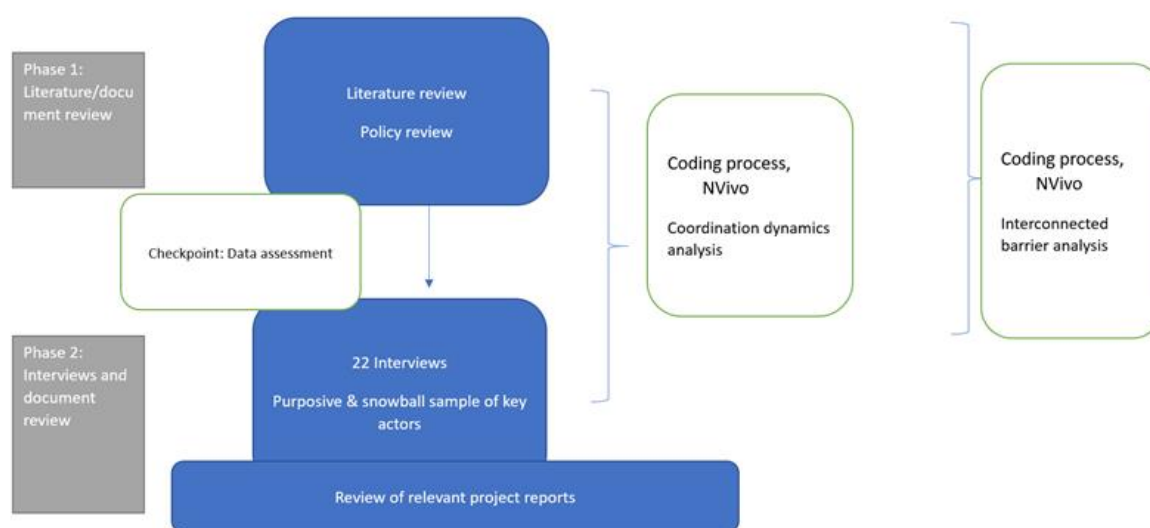 Phase 1:
Literature/docu
ment review
Literature review
Policy review
Checkpoint: Data assessment
Phase 2:
Interviews and
document
review
22 Interviews
Purposive & snowball sample of key
actors
Review of relevant project reports
Coding process,
NVivo
Coordination dynamics
analysis
Coding process,
NVivo
Interconnected
barrier analysis